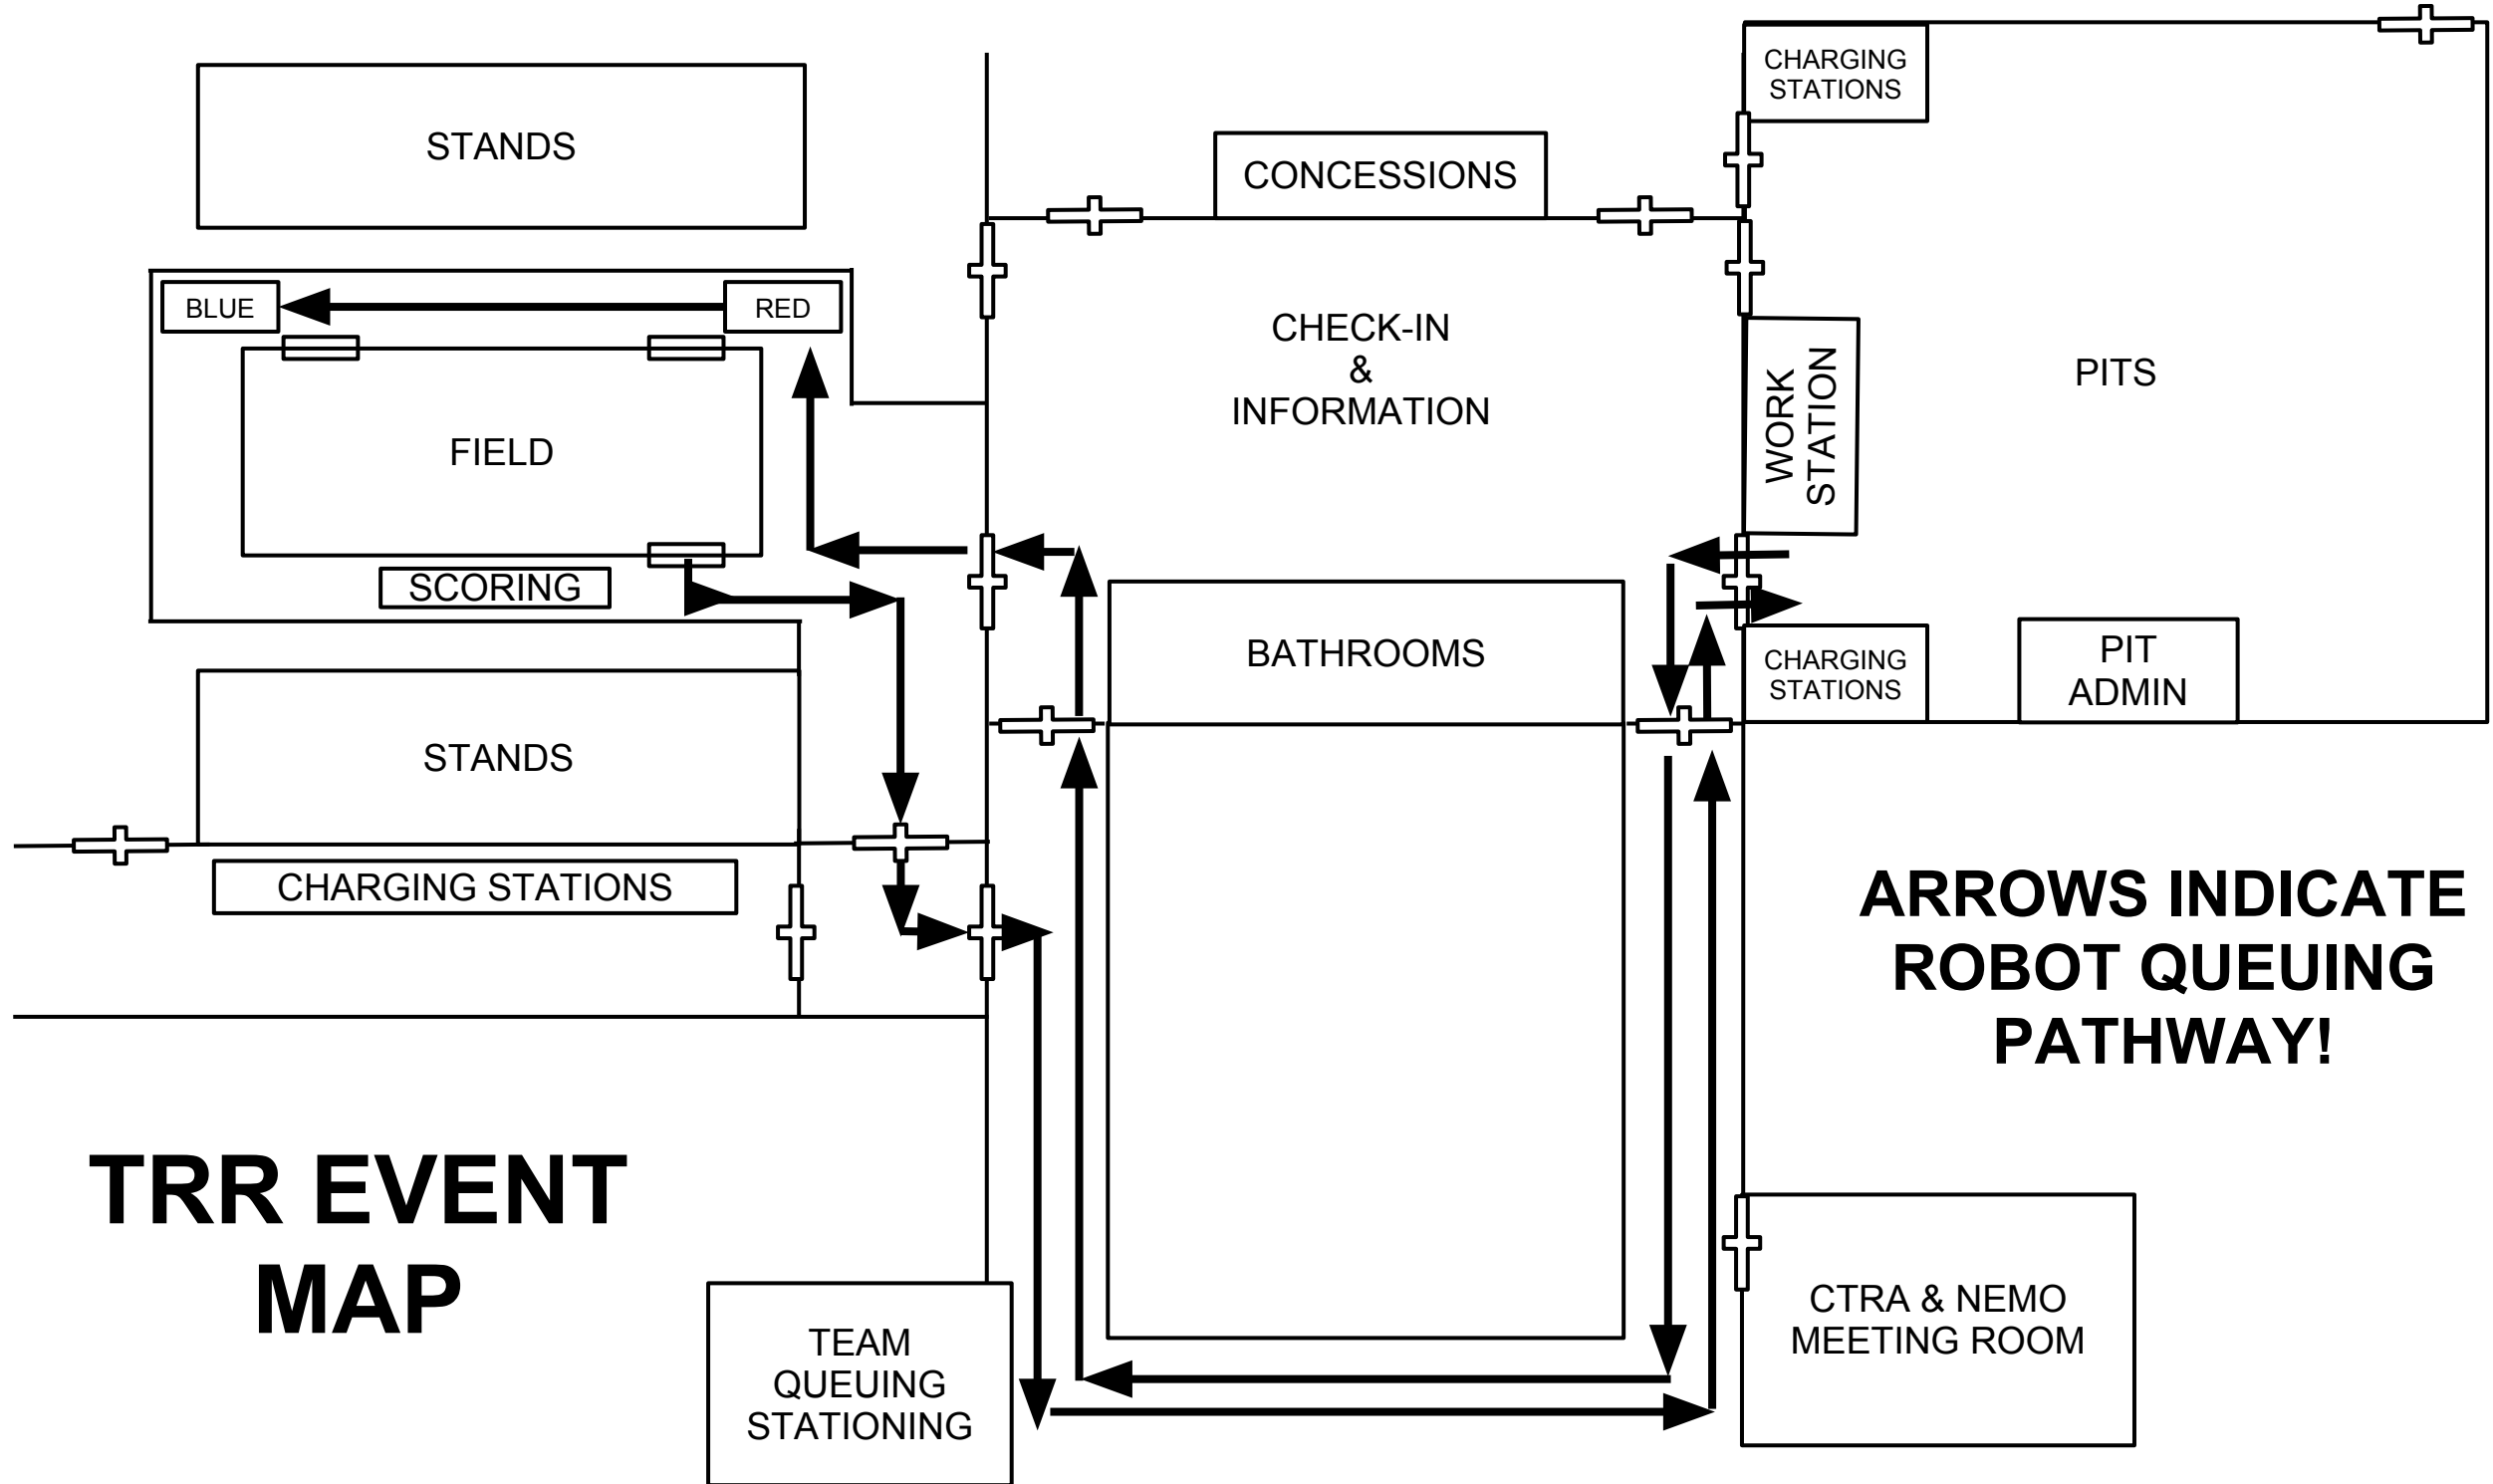 CHARGING
STATIONS
STANDS
CONCESSIONS
BLUE
RED
CHECK-IN
&
INFORMATION
WORK
STATION
PITS
FIELD
SCORING
BATHROOMS
CHARGING
STATIONS
PIT
ADMIN
STANDS
CHARGING STATIONS
ARROWS INDICATE
ROBOT QUEUING
PATHWAY!
TRR EVENT
MAP
TEAM
QUEUING
STATIONING
CTRA & NEMO
MEETING ROOM